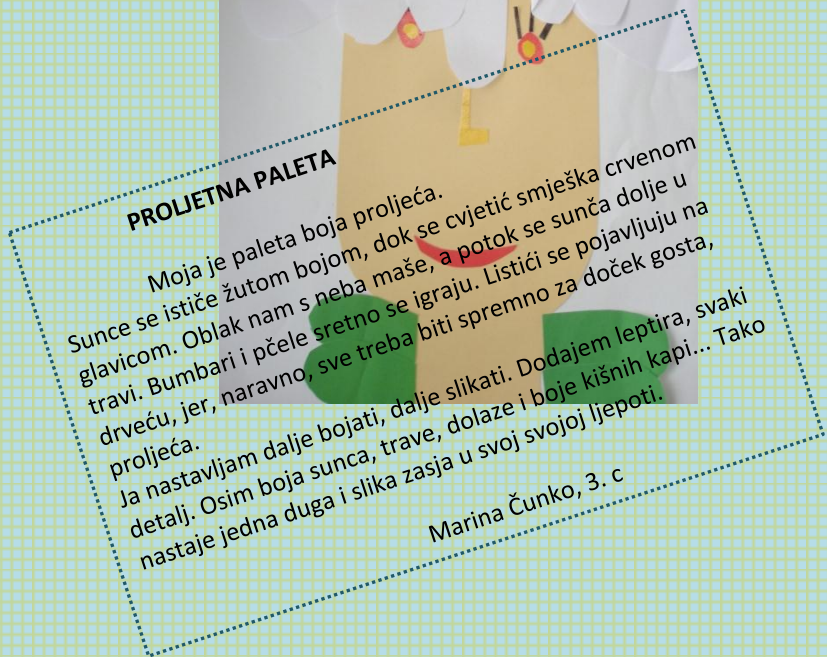 PROLJETNA PALETA
Moja je paleta boja proljeća.
Sunce se ističe žutom bojom, dok se cvjetić smješka crvenom
glavicom. Oblak nam s neba maše, a potok se sunča dolje u
travi. Bumbari i pčele sretno se igraju. Listići se pojavljuju na
drveću, jer, naravno, sve treba biti spremno za doček gosta,
proljeća.
Ja nastavljam dalje bojati, dalje slikati. Dodajem leptira, svaki
detalj. Osim boja sunca, trave, dolaze i boje kišnih kapi... Tako
nastaje jedna duga i slika zasja u svoj svojoj ljepoti.
Marina Čunko, 3. c